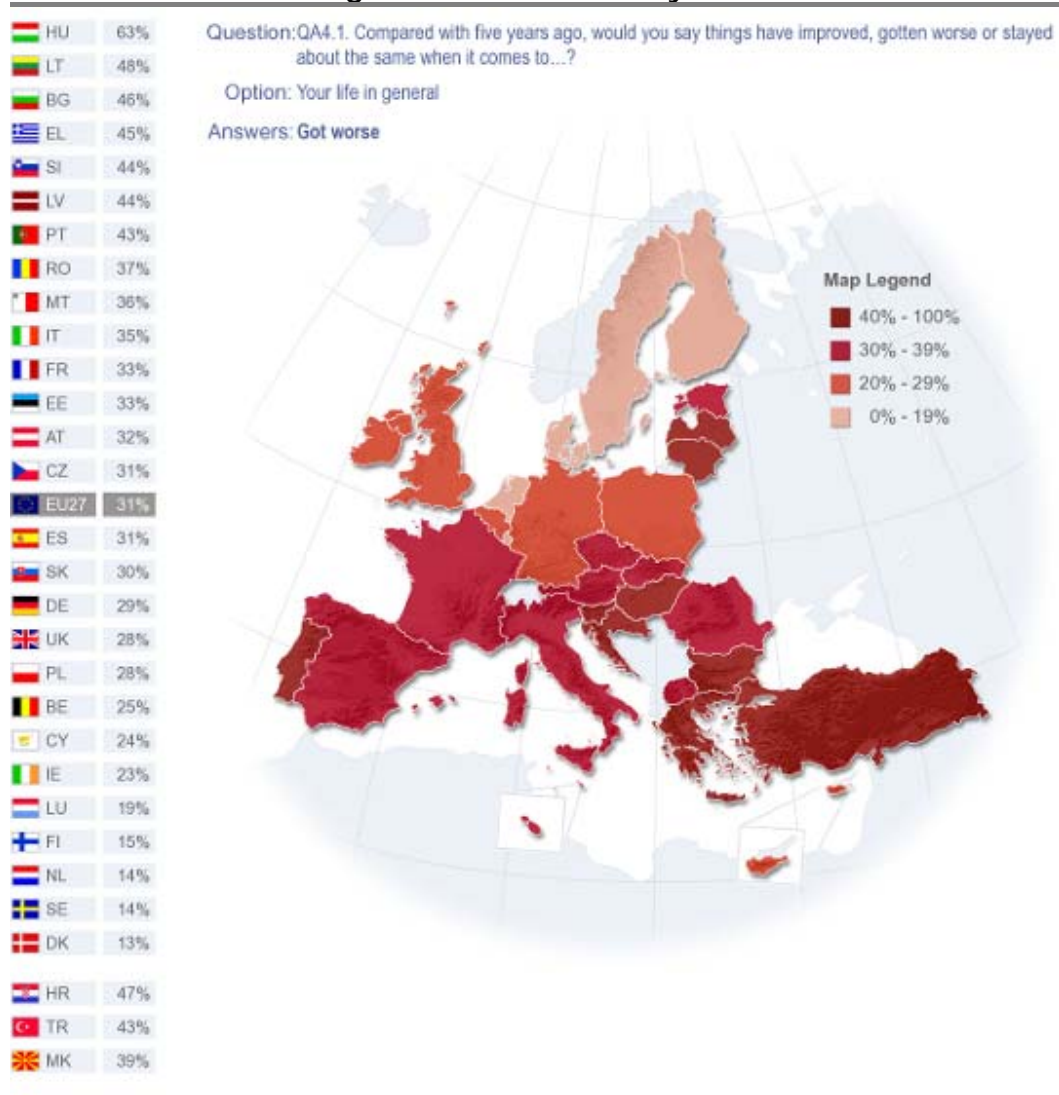 HU 63%
LT 48%
BG 46%
EL 45%
SI 44%
LV 44%
PT 43%
RO 37%
MT 36%
IT 35%
FR 33%
EE 33%
AT 32%
CZ 31%
EU27 31%
ES 31%
SK 30%
DE 29%
UK 28%
PL 28%
BE 25%
CY 24%
IE 23%
LU 19%
FI 15%
NL 14%
SE 14%
DK 13%
HR 47%
TR 43%
MK 39%
Question:QA4.1. Compared with five years ago, would you say things have improved, gotten worse or stayed
about the same when it comes to...?
Option: Your life in general
Answers: Got worse
Map Legend
40% - 100%
30% - 39%
20% - 29%
0% - 19%